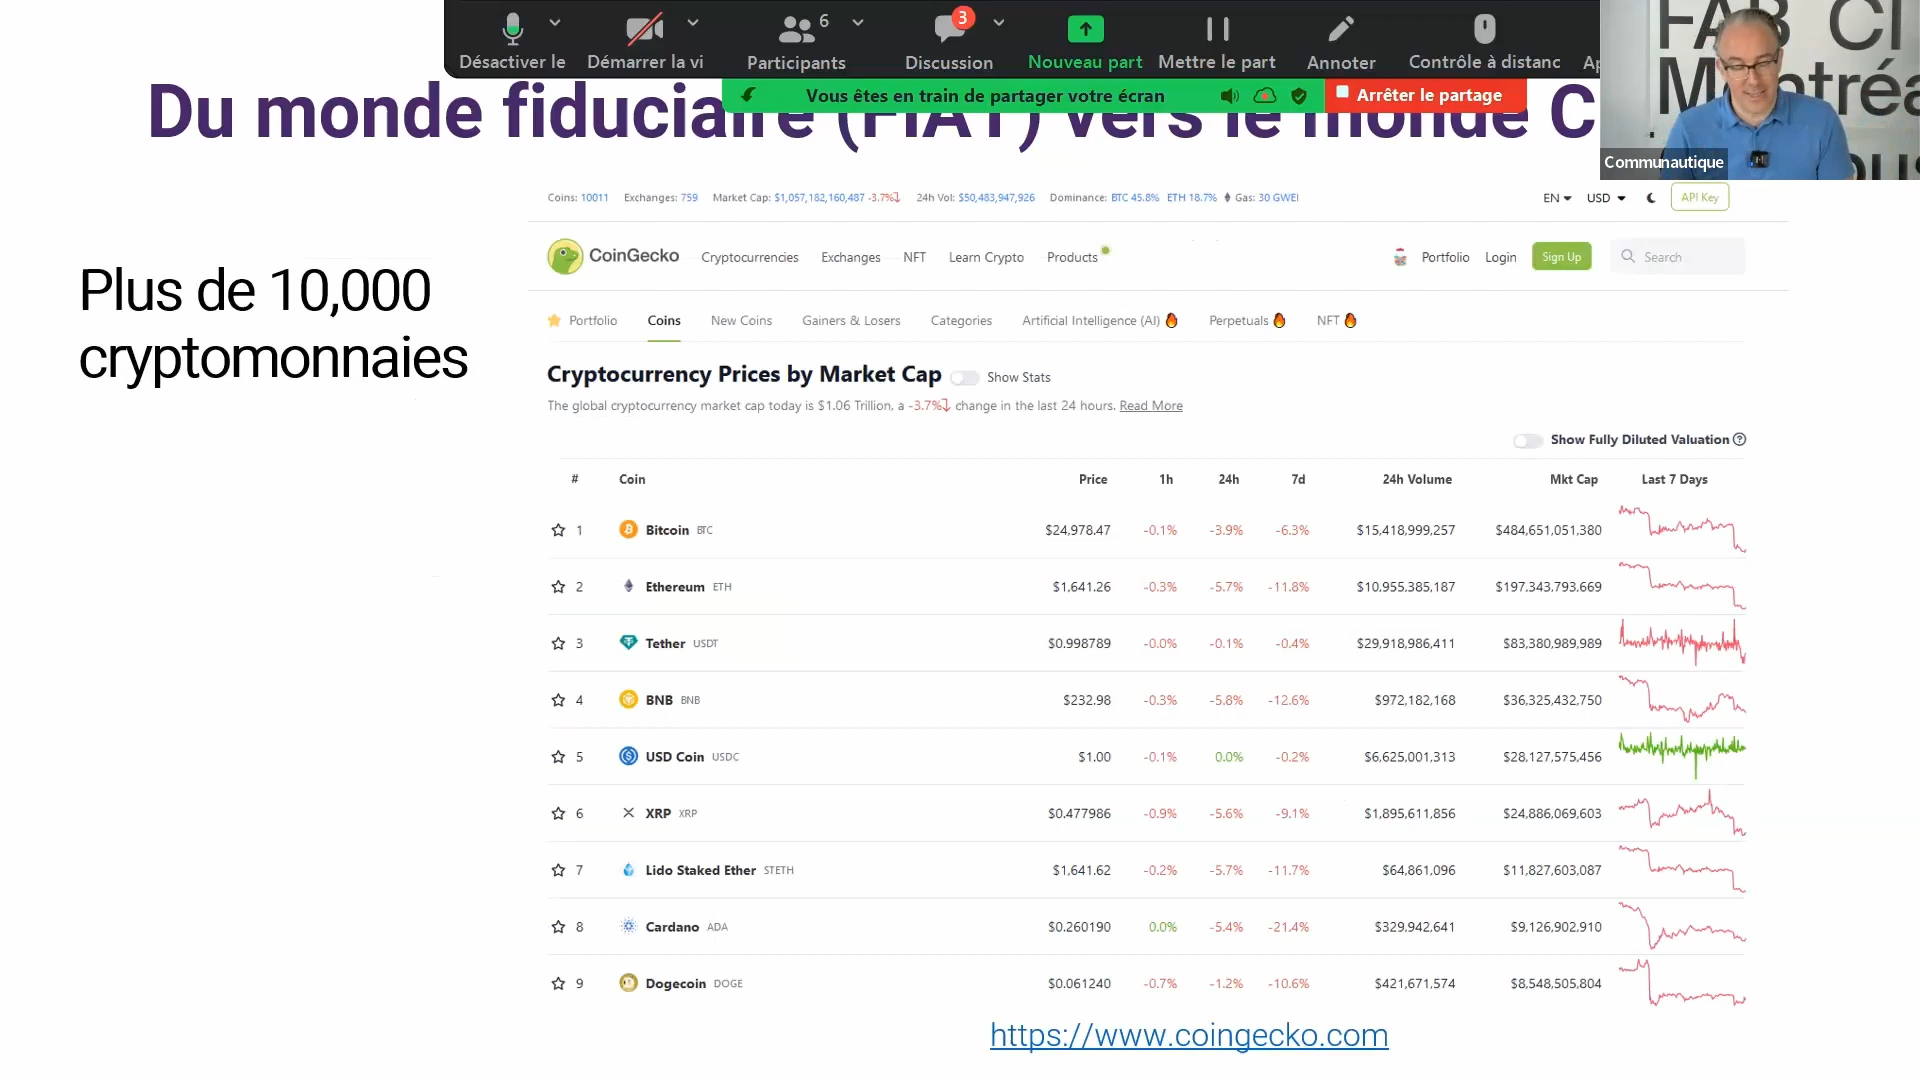 6
3
Désactiver le
Démarrer la vi
Participants
Discussion
Nouveau part
Mettre le part
Annoter
Contrôle à distanc
Vous êtes en train de partager votre écran
Arrêter le partage
Du monde fiduciaire (FIAT) vers le monde C
Communautique
Coins: 10011 Exchanges: 759 Market Cap: $1,057,182,160,487 -3.7% 24h Vol: $50,483,947,926 Dominance: BTC 45.8% ETH 18.7% Gas: 30 GWEI EN USD API Key
CoinGecko Cryptocurrencies Exchanges NFT Learn Crypto Products Portfolio Login Sign Up Search
Plus de 10,000
cryptomonnaies
Portfolio Coins New Coins Gainers & Losers Categories Artificial Intelligence (AI) Perpetuals NFT
Cryptocurrency Prices by Market Cap Show Stats
The global cryptocurrency market cap today is $1.06 Trillion, a -3.7% change in the last 24 hours. Read More
Show Fully Diluted Valuation
# Coin Price 1h 24h 7d 24h Volume Mkt Cap Last 7 Days
1 Bitcoin BTC $24,978.47 -0.1% -3.9% -6.3% $15,418,999,257 $484,651,051,380
2 Ethereum ETH $1,641.26 -0.3% -5.7% -11.8% $10,955,385,187 $197,343,793,669
3 Tether USDT $0.998789 -0.0% -0.1% -0.4% $29,918,986,411 $83,380,989,989
4 BNB BNB $232.98 -0.3% -5.8% -12.6% $972,182,168 $36,325,432,750
5 USD Coin USDC $1.00 -0.1% 0.0% -0.2% $6,625,001,313 $28,127,575,456
6 XRP XRP $0.477986 -0.9% -5.6% -9.1% $1,895,611,856 $24,886,069,603
7 Lido Staked Ether STETH $1,641.62 -0.2% -5.7% -11.7% $64,861,096 $11,827,603,087
8 Cardano ADA $0.260190 0.0% -5.4% -21.4% $329,942,641 $9,126,902,910
9 Dogecoin DOGE $0.061240 -0.7% -1.2% -10.6% $421,671,574 $8,548,505,804
https://www.coingecko.com